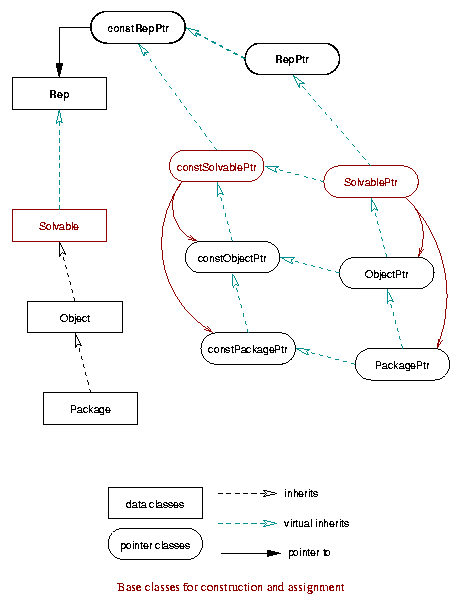 constRepPtr
RepPtr
Rep
constSolvablePtr
SolvablePtr
Solvable
constObjectPtr
ObjectPtr
Object
constPackagePtr
PackagePtr
Package
data classes
inherits
virtual inherits
pointer classes
pointer to
Base classes for construction and assignment